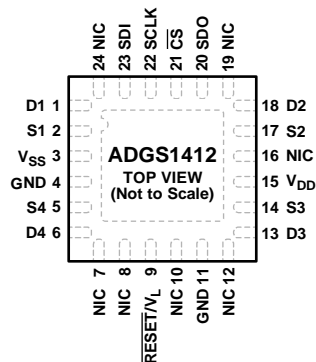 24 NIC
23 SDI
22 SCLK
21 CS
20 SDO
19 NIC
D1 1
S1 2
VSS 3
GND 4
S4 5
D4 6
ADGS1412
TOP VIEW
(Not to Scale)
18 D2
17 S2
16 NIC
15 VDD
14 S3
13 D3
NIC 7
NIC 8
RESET/VL 9
NIC 10
GND 11
NIC 12